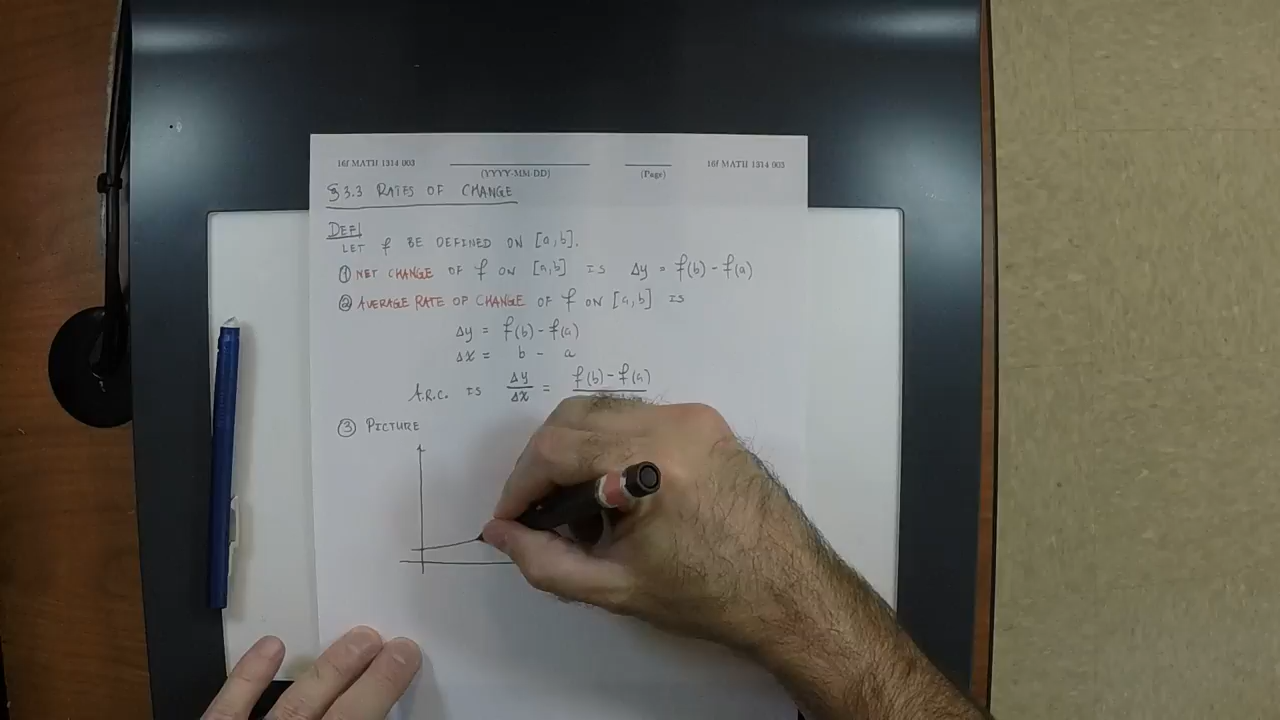 16f MATH 1314 003 16f MATH 1314 003
(YYYY-MM-DD) (Page)
§ 3.3 RATES OF CHANGE
DEF
LET f BE DEFINED ON [a,b].
① NET CHANGE OF f ON [a,b] IS Δy = f(b) - f(a)
② AVERAGE RATE OF CHANGE OF f ON [a,b] IS
Δy = f(b) - f(a)
Δx = b - a
A.R.C. IS Δy/Δx = f(b) - f(a)
③ PICTURE